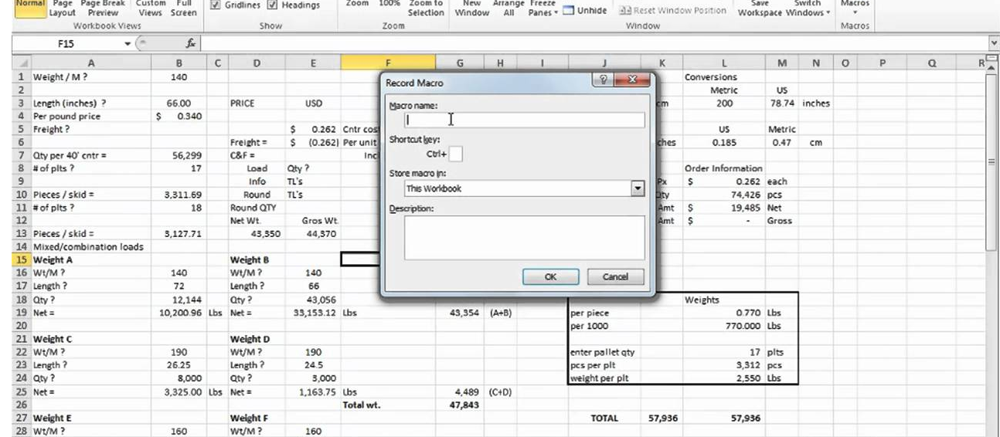 Normal Page Page Break Custom Full Gridlines Headings Zoom 100% Zoom to New Arrange Freeze Unhide Reset Window Position Save Switch Macros
Layout Preview Views Screen Selection Window All Panes Workspace Windows
Workbook Views Show Zoom Window Macros
F15 fx
A B C D E F G H I J K L M N O P Q R
1 Weight / M ? 140 Conversions
2 Metric US
3 Length (inches) ? 66.00 PRICE USD cm 200 78.74 inches
4 Per pound price $ 0.340
5 Freight ? $ 0.262 Cntr cos US Metric
6 Freight = $ (0.262) Per unit ches 0.185 0.47 cm
7 Qty per 40' cntr = 56,299 C&F = Incl
8 # of plts ? 17 Load Qty ? Order Information
9 Info TL's Px $ 0.262 each
10 Pieces / skid = 3,311.69 Round TL's Qty 74,426 pcs
11 # of plts ? 18 Round QTY Amt $ 19,485 Net
12 Net Wt. Gros Wt. Amt $ - Gross
13 Pieces / skid = 3,127.71 43,350 44,370
14 Mixed/combination loads
15 Weight A Weight B
16 Wt/M ? 140 Wt/M ? 140
17 Length ? 72 Length ? 66
18 Qty ? 12,144 Qty ? 43,056 Weights
19 Net = 10,200.96 Lbs Net = 33,153.12 Lbs 43,354 (A+B) per piece 0.770 Lbs
20 per 1000 770.000 Lbs
21 Weight C Weight D
22 Wt/M ? 190 Wt/M ? 190 enter pallet qty 17 plts
23 Length ? 26.25 Length ? 24.5 pcs per plt 3,312 pcs
24 Qty ? 8,000 Qty ? 3,000 weight per plt 2,550 Lbs
25 Net = 3,325.00 Lbs Net = 1,163.75 Lbs 4,489 (C+D)
26 Total wt. 47,843
27 Weight E Weight F TOTAL 57,936 57,936
28 Wt/M ? 160 Wt/M ? 160
Record Macro
Macro name:
Shortcut key:
Ctrl+
Store macro in:
This Workbook
Description:
OK Cancel